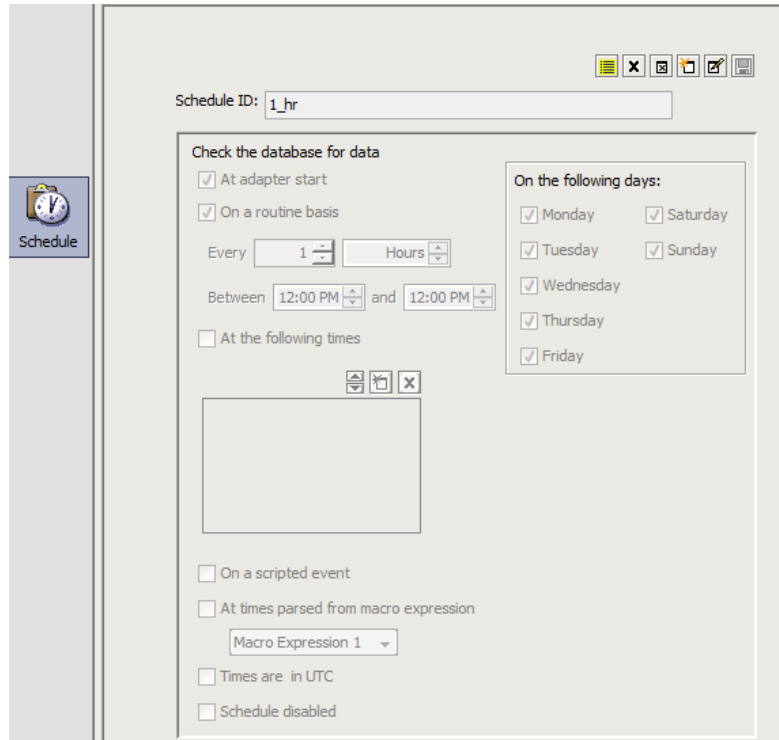 Schedule ID: 1_hr
Schedule
Check the database for data
At adapter start
On a routine basis
Every 1 Hours
Between 12:00 PM and 12:00 PM
At the following times
On the following days:
Monday Saturday
Tuesday Sunday
Wednesday
Thursday
Friday
On a scripted event
At times parsed from macro expression
Macro Expression 1
Times are in UTC
Schedule disabled